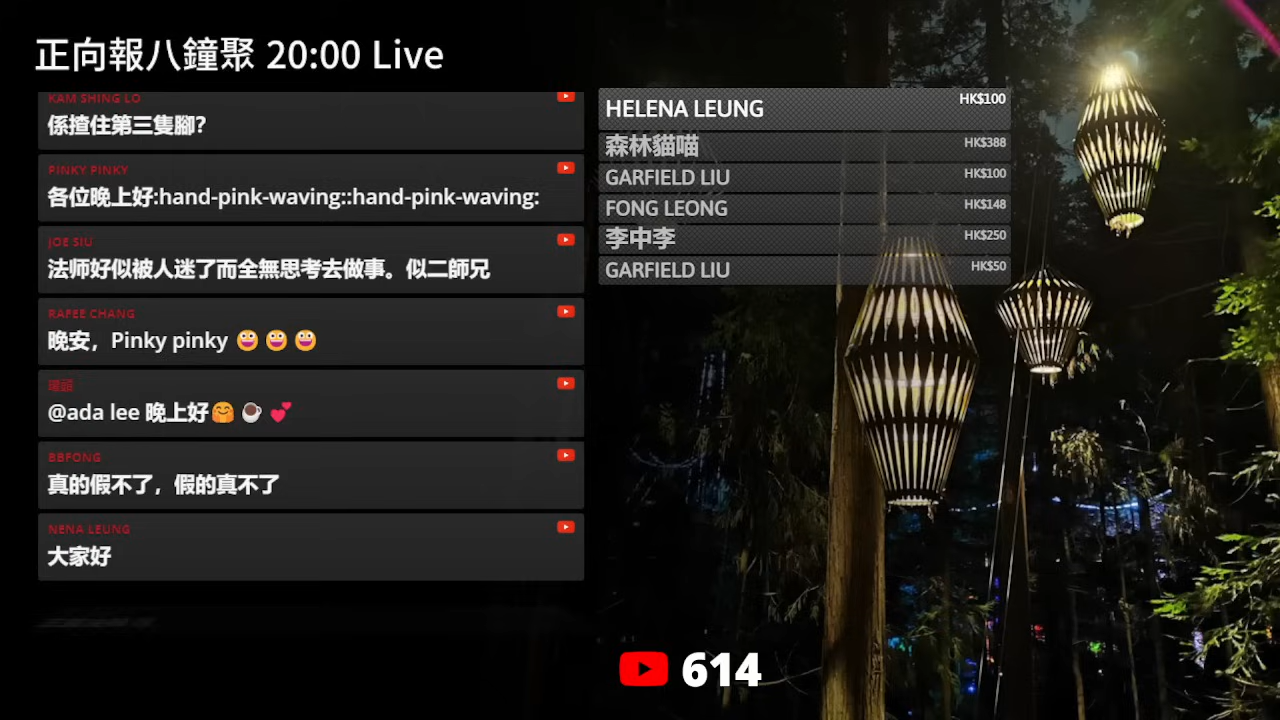 正向報八鐘聚 20:00 Live
KAM SHING LO
係揸住第三隻腳？
PINKY PINKY
各位晚上好:hand-pink-waving::hand-pink-waving:
JOE SIU
法师好似被人迷了而全無思考去做事。似二師兄
RAFEE CHANG
晚安，Pinky pinky 😀 😀 😀
@ada lee 晚上好🤗 ☕ 💕
BBFONG
真的假不了，假的真不了
NENA LEUNG
大家好
HELENA LEUNG HK$100
森林貓喵 HK$388
GARFIELD LIU HK$100
FONG LEONG HK$148
李中李 HK$250
GARFIELD LIU HK$50
614